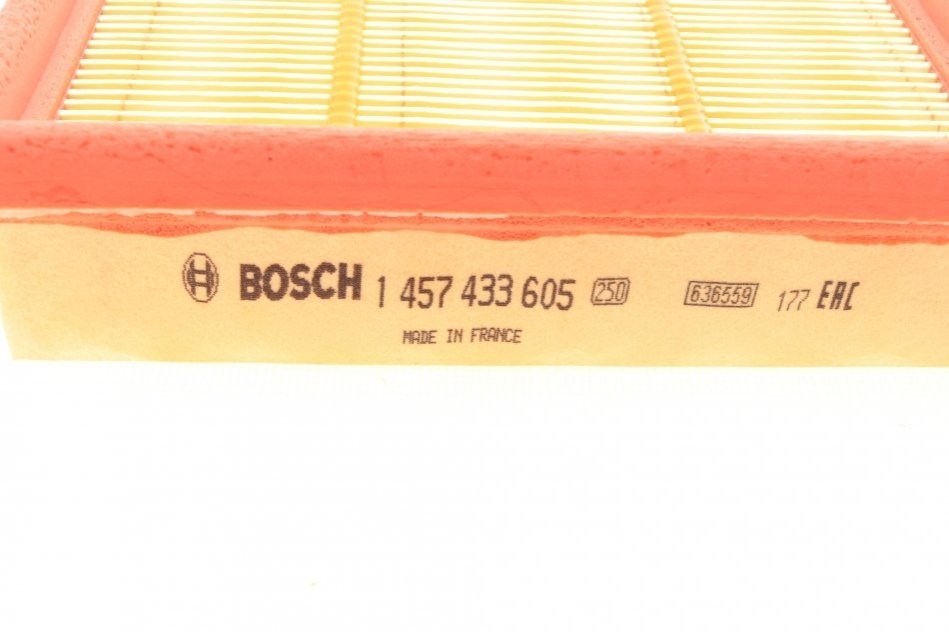 BOSCH 1 457 433 605 250 636559 177 EAC
MADE IN FRANCE